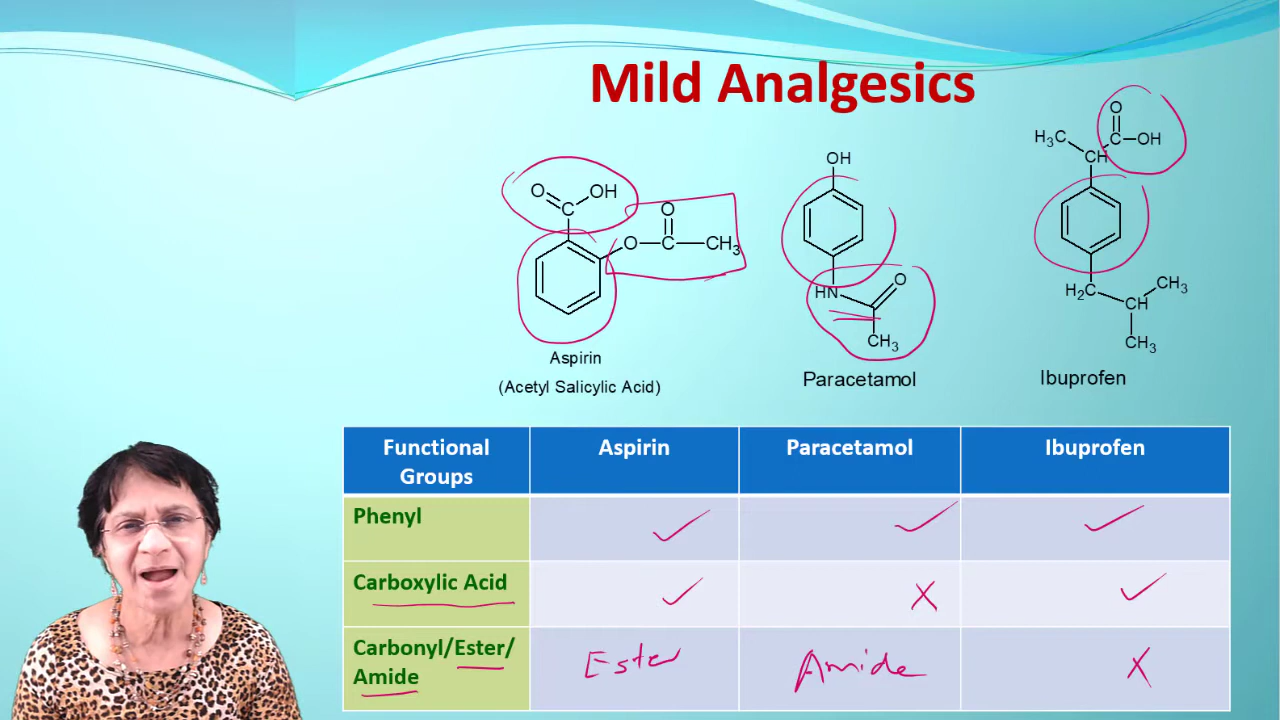 Mild Analgesics
O
OH
C
O
O
C
CH3
Aspirin
(Acetyl Salicylic Acid)
OH
HN
O
CH3
Paracetamol
O
H3C
C
OH
CH
H2C
CH
CH3
CH3
Ibuprofen
Functional
Groups
Aspirin
Paracetamol
Ibuprofen
Phenyl
✓
✓
✓
Carboxylic Acid
✓
X
✓
Carbonyl/Ester/
Amide
Ester
Amide
X